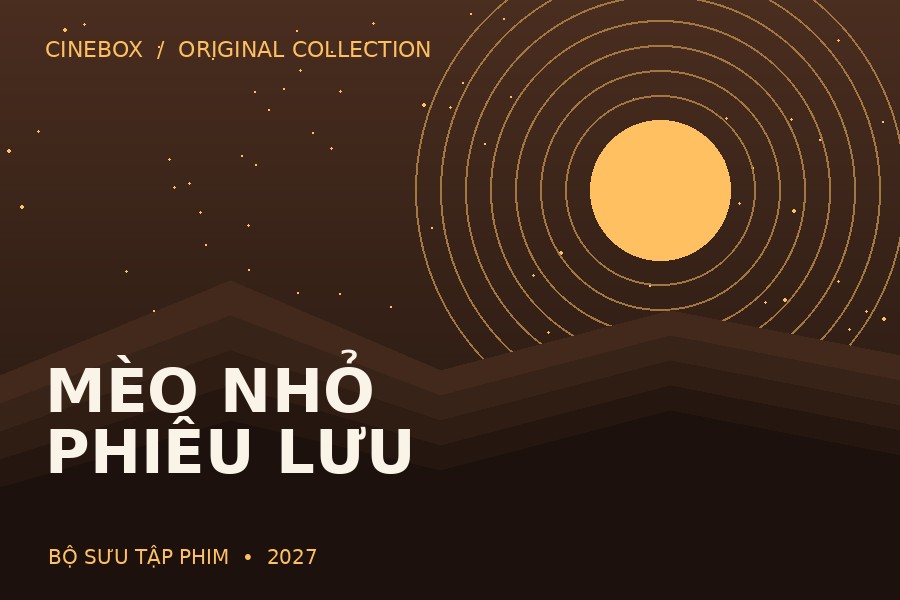 CINEBOX / ORIGINAL COLLECTION
MÈO NHỎ
PHIÊU LƯU
BỘ SƯU TẬP PHIM • 2027